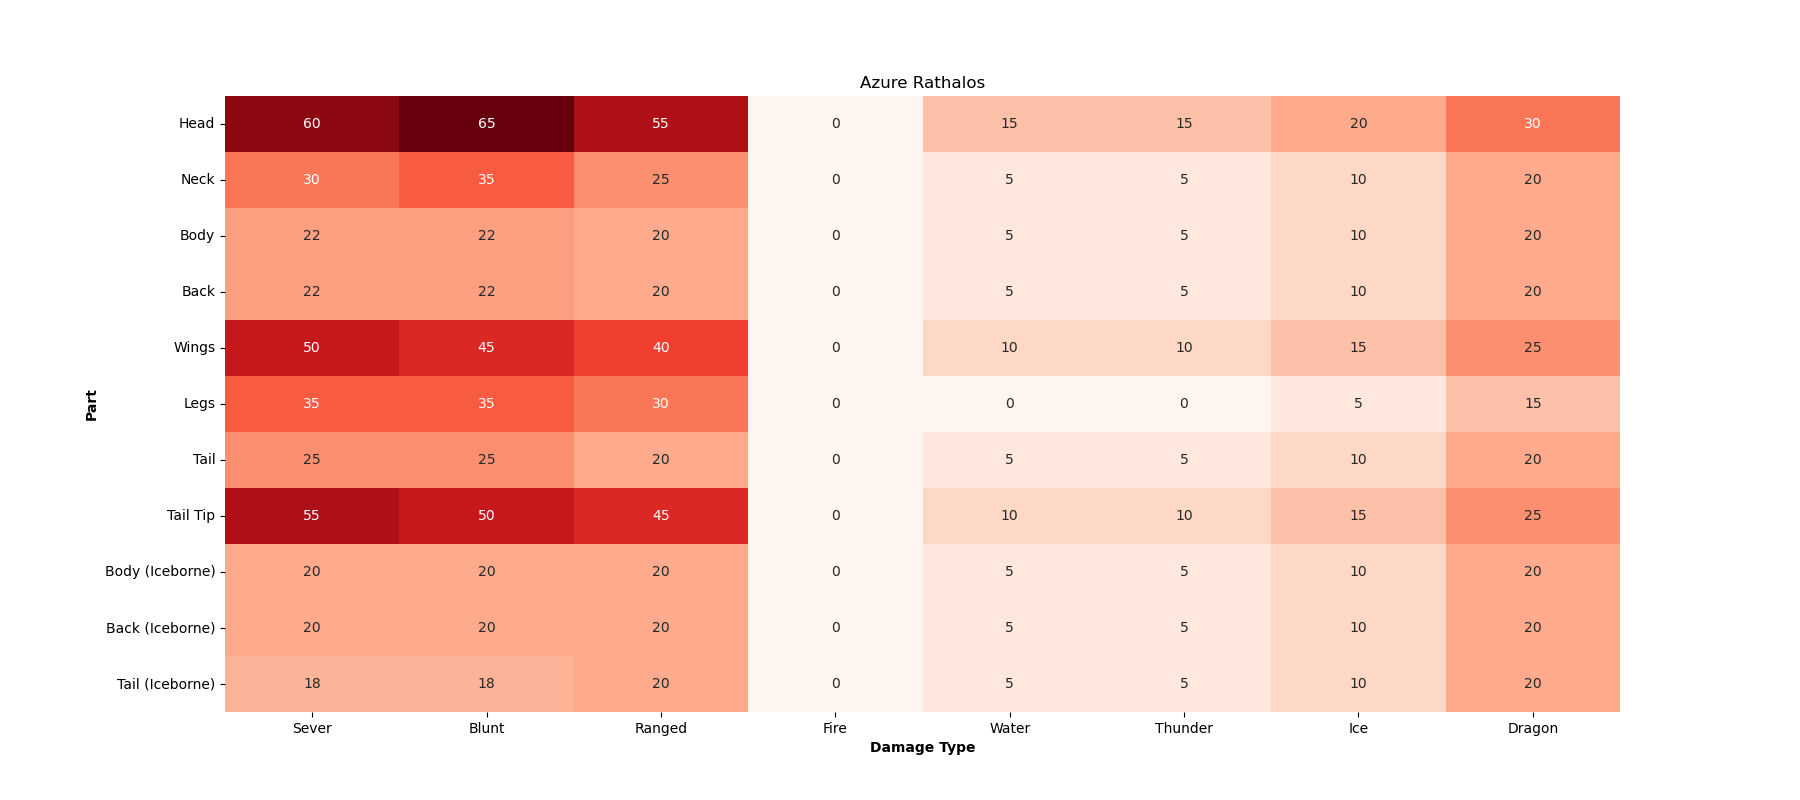 Azure Rathalos
Head 60 65 55 0 15 15 20 30
Neck 30 35 25 0 5 5 10 20
Body 22 22 20 0 5 5 10 20
Back 22 22 20 0 5 5 10 20
Wings 50 45 40 0 10 10 15 25
Legs 35 35 30 0 0 0 5 15
Part
Tail 25 25 20 0 5 5 10 20
Tail Tip 55 50 45 0 10 10 15 25
Body (Iceborne) 20 20 20 0 5 5 10 20
Back (Iceborne) 20 20 20 0 5 5 10 20
Tail (Iceborne) 18 18 20 0 5 5 10 20
Sever Blunt Ranged Fire Water Thunder Ice Dragon
Damage Type